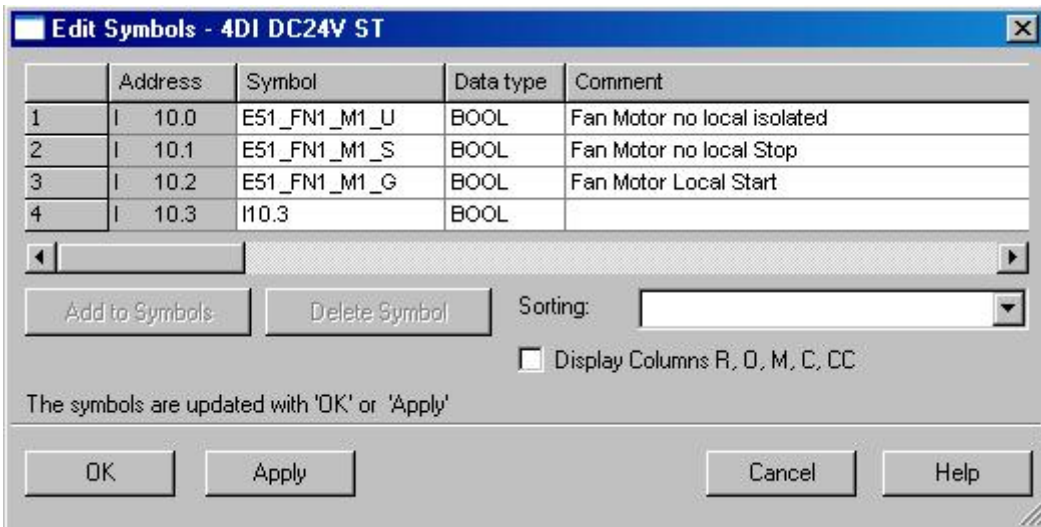 Edit Symbols - 4DI DC24V ST
Address Symbol Data type Comment
1 I 10.0 E51_FN1_M1_U BOOL Fan Motor no local isolated
2 I 10.1 E51_FN1_M1_S BOOL Fan Motor no local Stop
3 I 10.2 E51_FN1_M1_G BOOL Fan Motor Local Start
4 I 10.3 I10.3 BOOL
Add to Symbols Delete Symbol Sorting:
Display Columns R, O, M, C, CC
The symbols are updated with 'OK' or 'Apply'
OK Apply Cancel Help